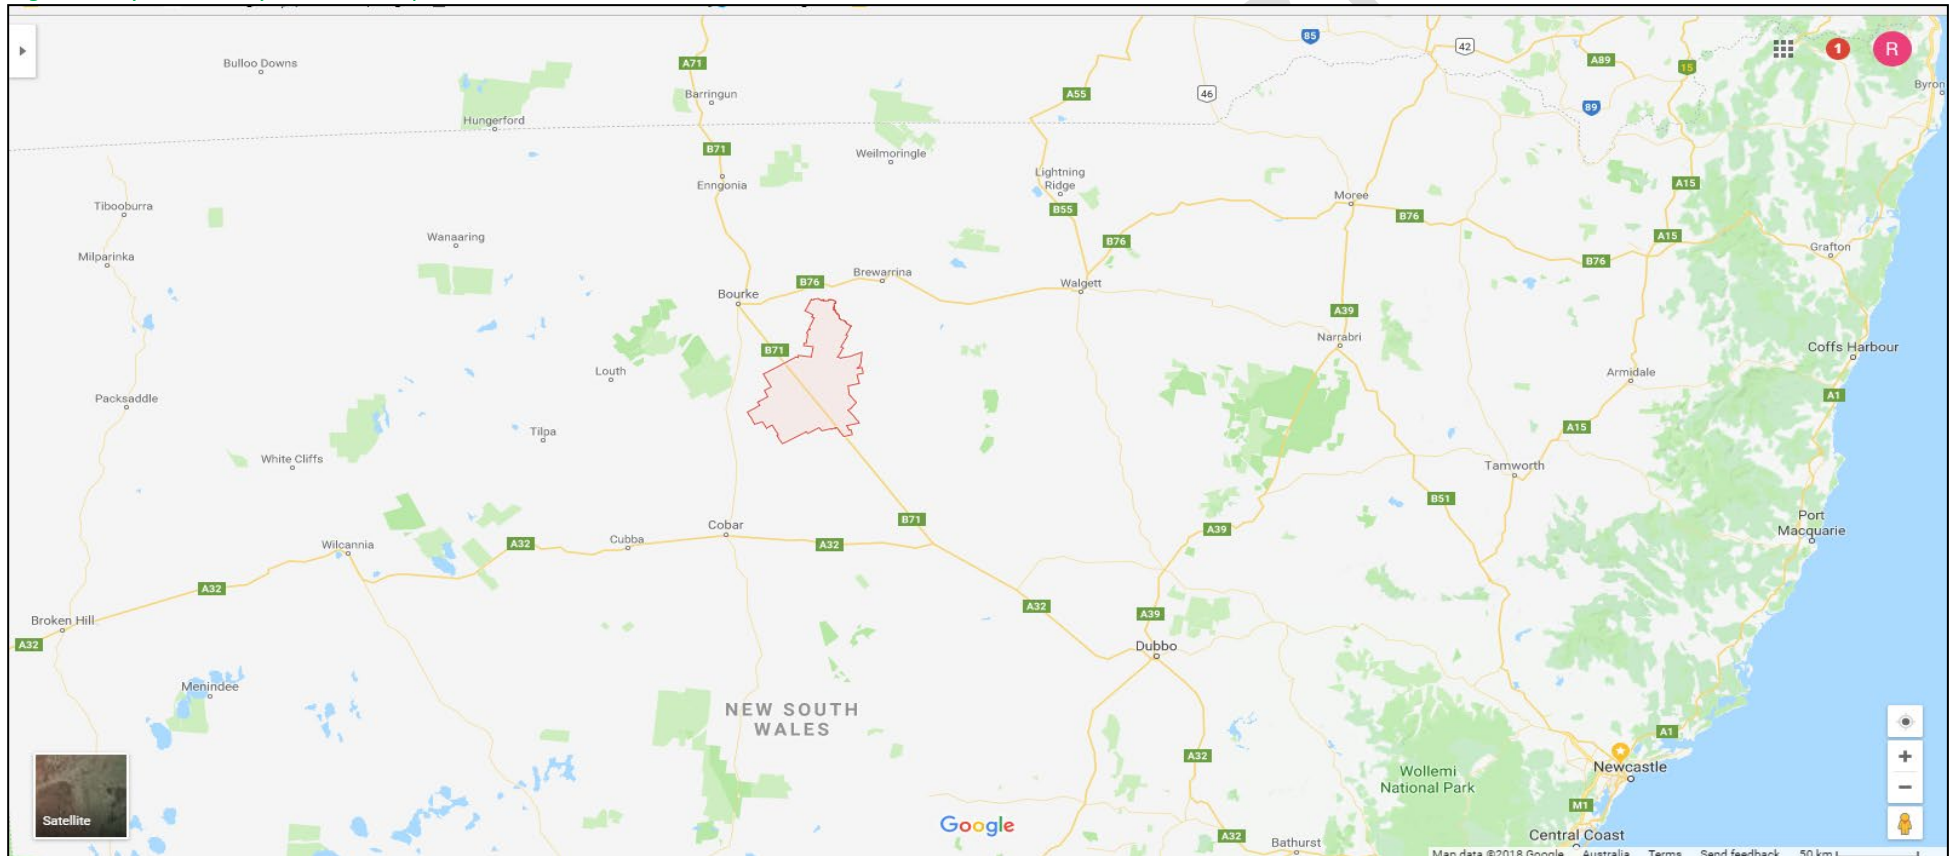 85
42
A71
A89
15
1
R
Bulloo Downs
Barringun
A55
46
89
Byron
Hungerford
B71
Weilmoringle
Enngonia
Lightning
Ridge
A15
Moree
Tibooburra
B55
B76
Wanaaring
B76
A15
Grafton
Milparinka
B76
Brewarrina
B76
Walgett
Bourke
A39
Narrabri
B71
Coffs Harbour
Louth
Armidale
Packsaddle
A1
Tilpa
A15
White Cliffs
Tamworth
B51
Port
Macquarie
Cobar
B71
A39
Wilcannia
A32
Cubba
A32
A32
A32
A39
Broken Hill
A32
Dubbo
Menindee
NEW SOUTH
WALES
A1
A32
Newcastle
Wollemi
National Park
M1
Satellite
Google
A32
Bathurst
Central Coast
Map data ©2018 Google Australia Terms Send feedback 50 km